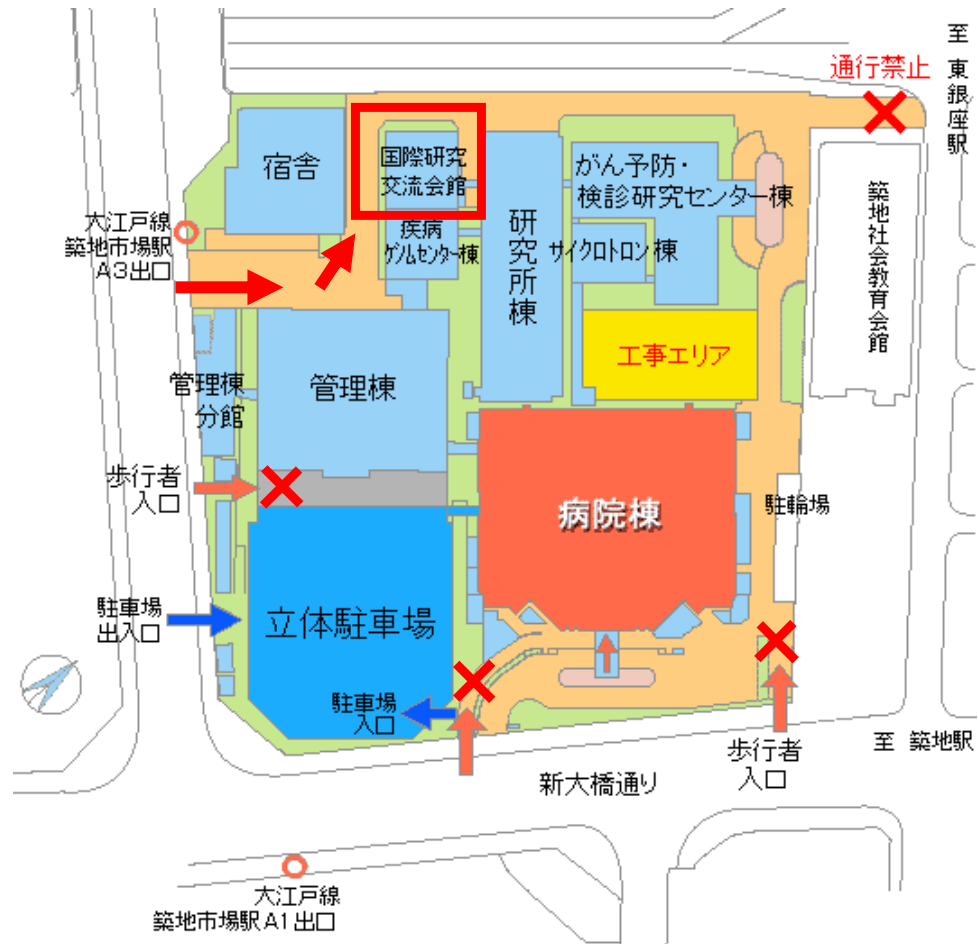 至
東
銀
座
駅
通行禁止
宿舎
国際研究
交流会館
がん予防・
検診研究センター棟
大江戸線
築地市場駅
A3出口
疾病
ゲノムセンター棟
研
究
所
棟
サイクロトロン棟
築
地
社
会
教
育
会
館
工事エリア
管理棟
分館
管理棟
歩行者
入口
病院棟
駐輪場
駐車場
出入口
立体駐車場
駐車場
入口
歩行者
入口
至 築地駅
新大橋通り
大江戸線
築地市場駅A1出口